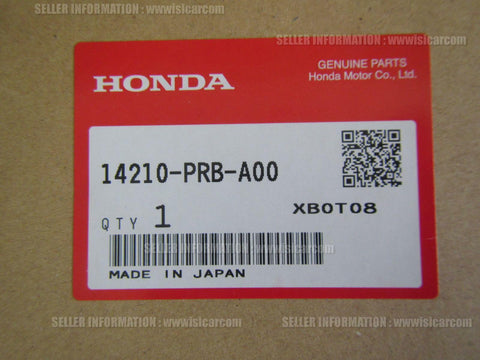 SELLER INFORMATION : www.isicar.com SELLER INFORMATION : www.isicar.com
GENUINE PARTS
HONDA
Honda Motor Co., Ltd.
14210-PRB-A00
QTY 1
XB0T08
MADE IN JAPAN
SELLER INFORMATION : www.isicar.com SELLER INFORMATION : www.isicar.com